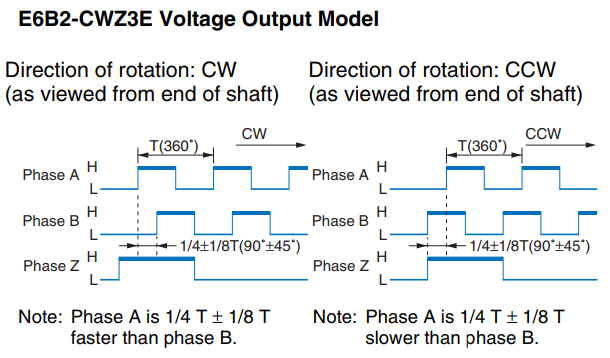 E6B2-CWZ3E Voltage Output Model
Direction of rotation: CW
(as viewed from end of shaft)
T(360˚)
CW
Phase A
H
L
Phase B
H
L
1/4±1/8T(90˚±45˚)
Phase Z
H
L
Note: Phase A is 1/4 T ± 1/8 T
faster than phase B.
Direction of rotation: CCW
(as viewed from end of shaft)
T(360˚)
CCW
Phase A
H
L
Phase B
H
L
1/4±1/8T(90˚±45˚)
Phase Z
H
L
Note: Phase A is 1/4 T ± 1/8 T
slower than phase B.